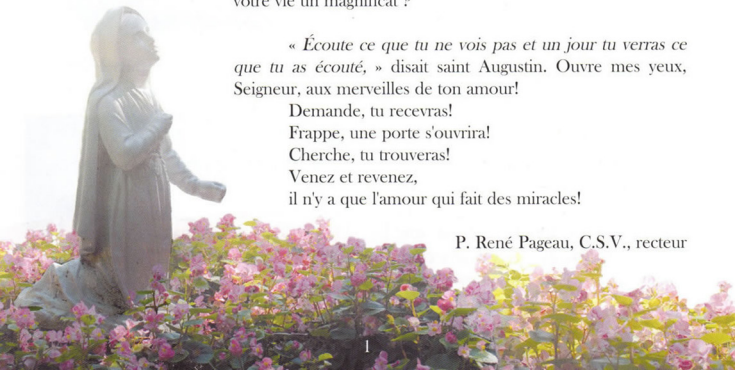 votre vie un magnificat ?
« Écoute ce que tu ne vois pas et un jour tu verras ce
que tu as écouté, » disait saint Augustin. Ouvre mes yeux,
Seigneur, aux merveilles de ton amour!
Demande, tu recevras!
Frappe, une porte s'ouvrira!
Cherche, tu trouveras!
Venez et revenez,
il n'y a que l'amour qui fait des miracles!
P. René Pageau, C.S.V., recteur
1